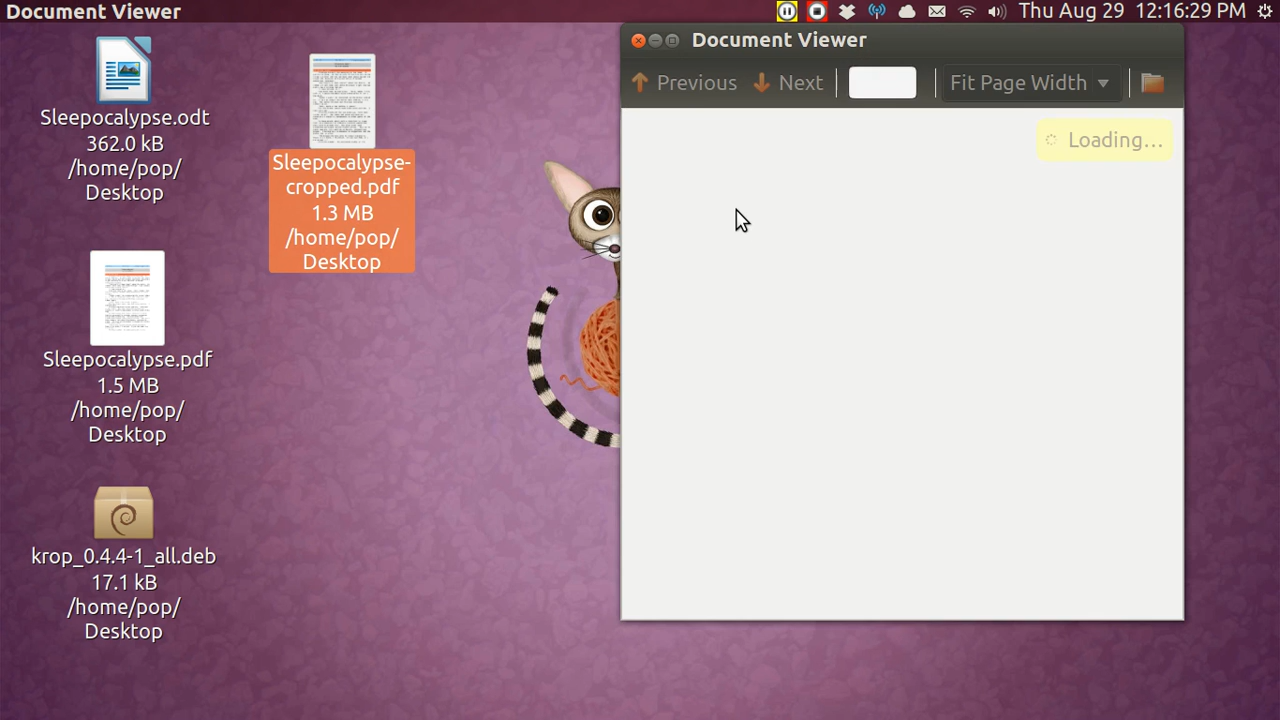 Document Viewer
Thu Aug 29 12:16:29 PM
Sleepocalypse.odt
362.0 kB
/home/pop/
Desktop
Sleepocalypse-
cropped.pdf
1.3 MB
/home/pop/
Desktop
Sleepocalypse.pdf
1.5 MB
/home/pop/
Desktop
krop_0.4.4-1_all.deb
17.1 kB
/home/pop/
Desktop
Document Viewer
Previous Next Fit Page Width
Loading...